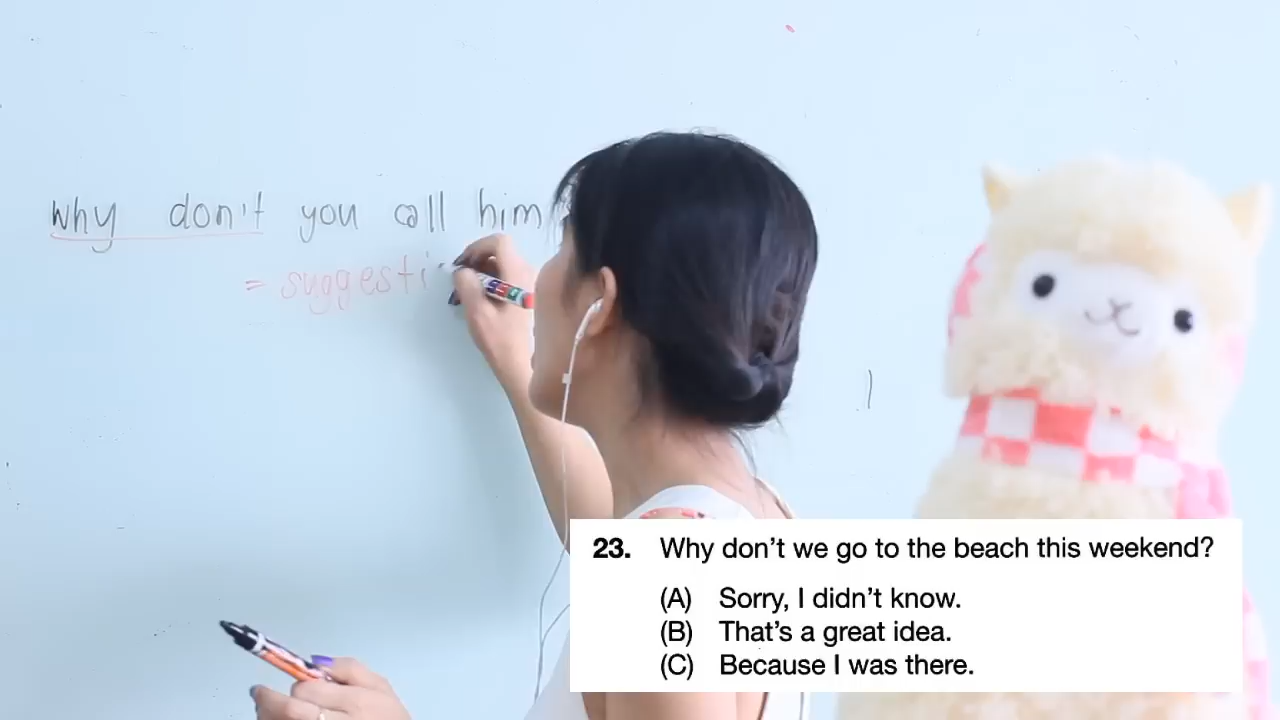 why don't you call him
= suggesti
23. Why don't we go to the beach this weekend?
(A) Sorry, I didn't know.
(B) That's a great idea.
(C) Because I was there.